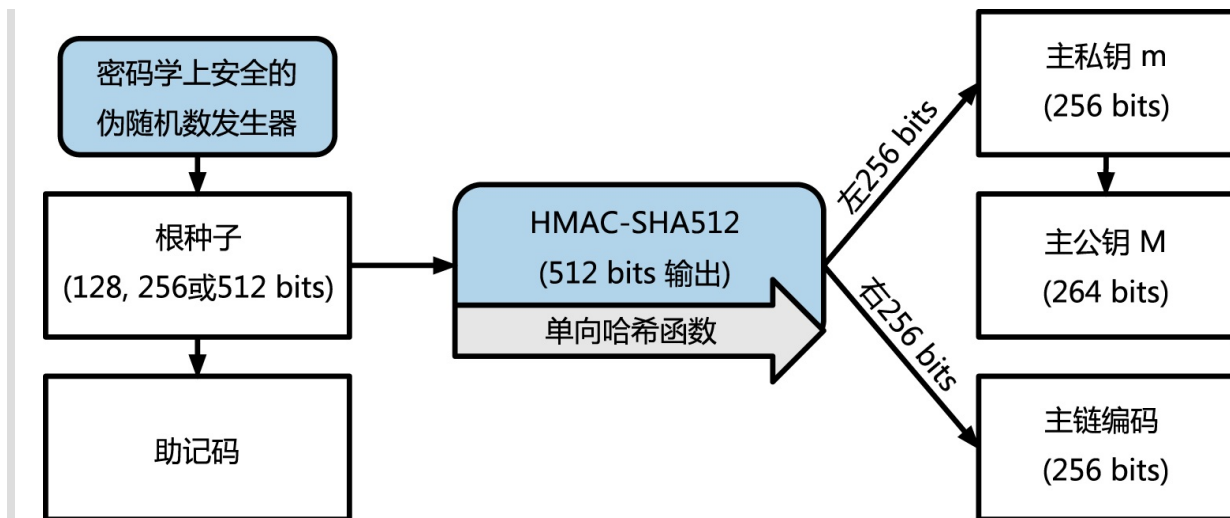 密码学上安全的
伪随机数发生器
根种子
(128, 256或512 bits)
助记码
HMAC-SHA512
(512 bits 输出)
单向哈希函数
左256 bits
右256 bits
主私钥 m
(256 bits)
主公钥 M
(264 bits)
主链编码
(256 bits)